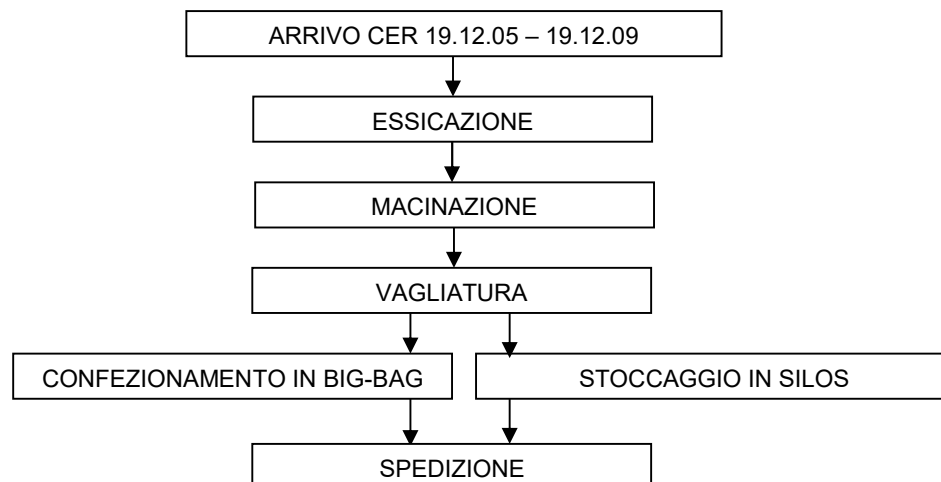 ARRIVO CER 19.12.05 – 19.12.09
ESSICAZIONE
MACINAZIONE
VAGLIATURA
CONFEZIONAMENTO IN BIG-BAG
STOCCAGGIO IN SILOS
SPEDIZIONE